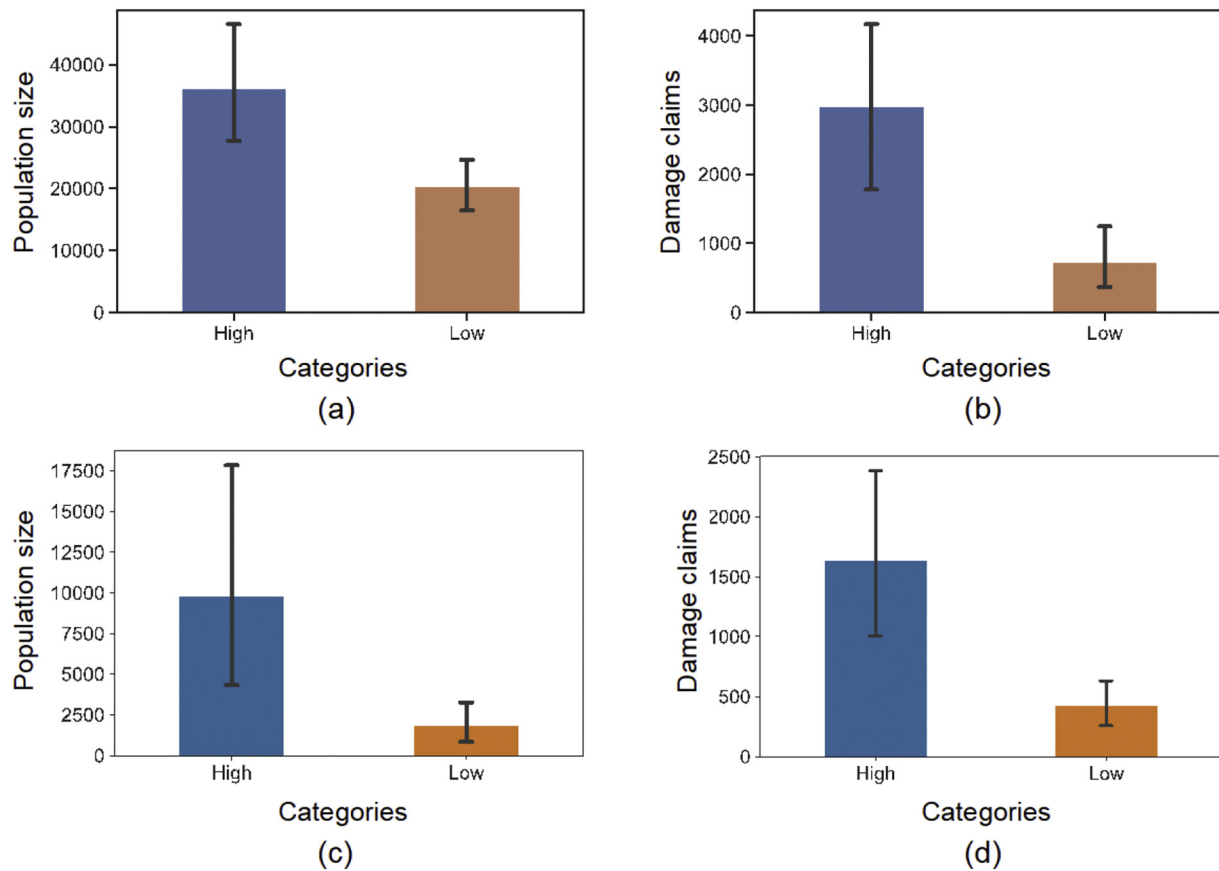 Population size
40000
30000
20000
10000
0
High
Low
Categories
(a)
Damage claims
4000
3000
2000
1000
0
High
Low
Categories
(b)
Population size
17500
15000
12500
10000
7500
5000
2500
0
High
Low
Categories
(c)
Damage claims
2500
2000
1500
1000
500
0
High
Low
Categories
(d)